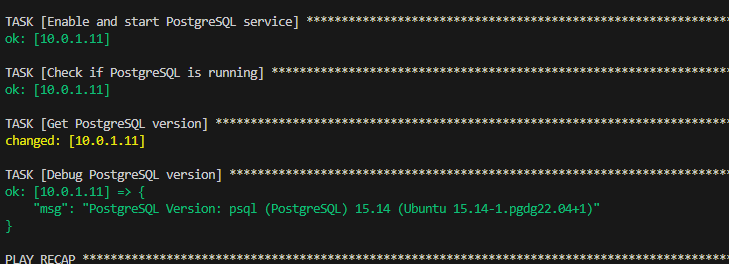 TASK [Enable and start PostgreSQL service] ************************************************************
ok: [10.0.1.11]
TASK [Check if PostgreSQL is running] *****************************************************************
ok: [10.0.1.11]
TASK [Get PostgreSQL version] *************************************************************************
changed: [10.0.1.11]
TASK [Debug PostgreSQL version] ***********************************************************************
ok: [10.0.1.11] => {
    "msg": "PostgreSQL Version: psql (PostgreSQL) 15.14 (Ubuntu 15.14-1.pgdg22.04+1)"
}
PLAY RECAP ********************************************************************************************